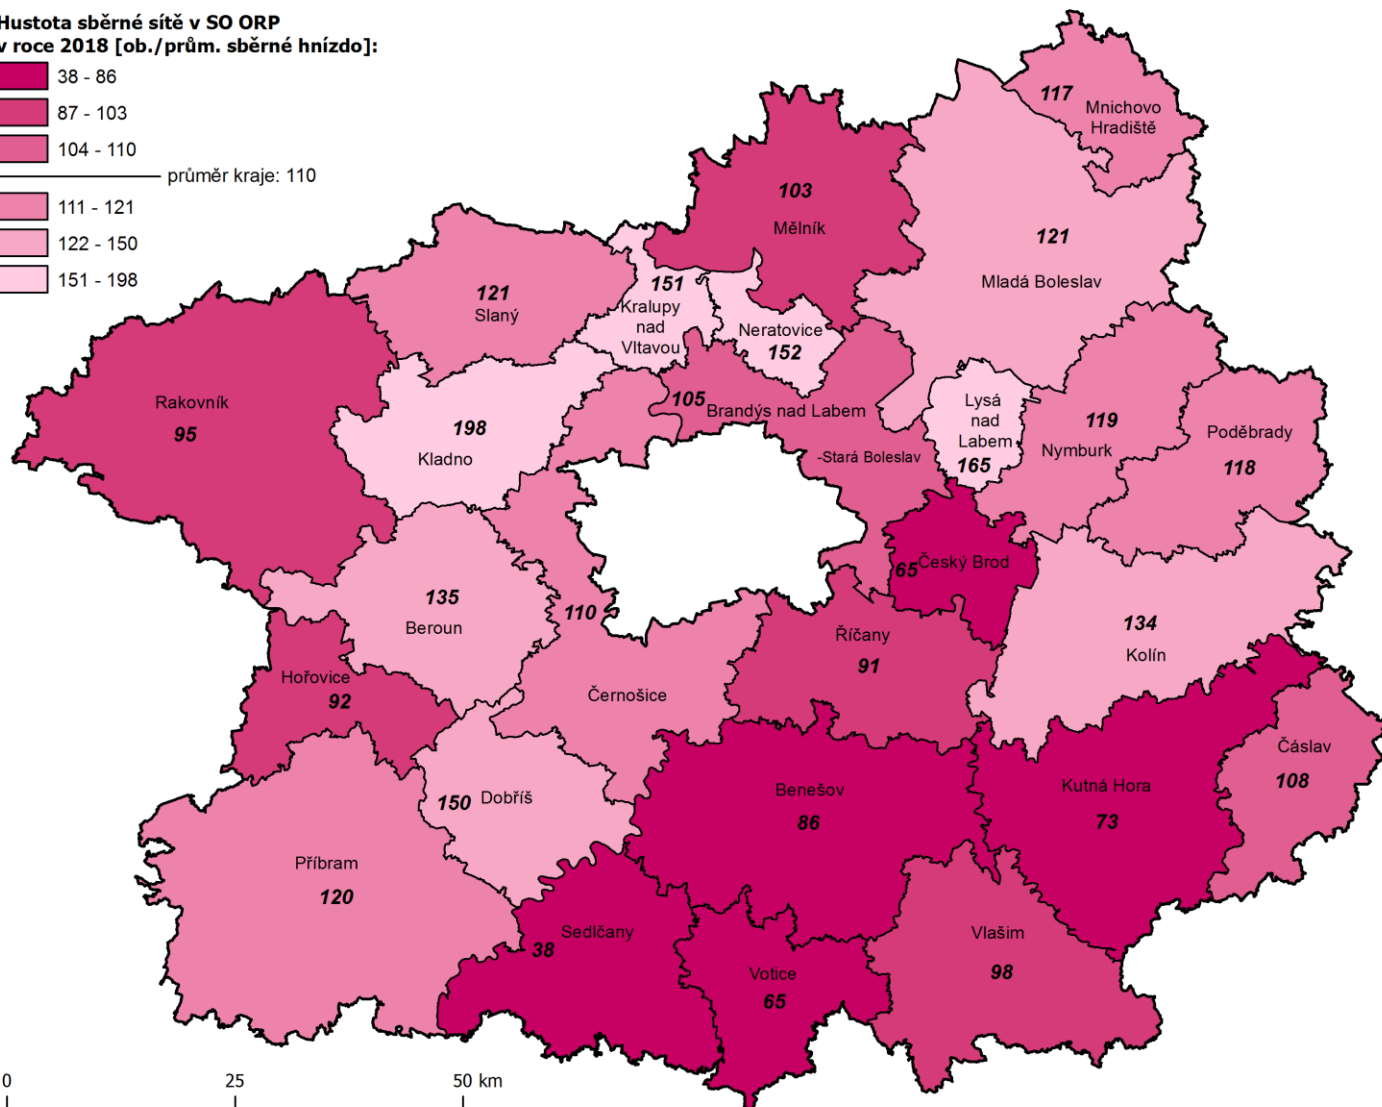 Hustota sběrné sítě v SO ORP
v roce 2018 [ob./prům. sběrné hnízdo]:
38 - 86
87 - 103
104 - 110
průměr kraje: 110
111 - 121
122 - 150
151 - 198
117
Mnichovo
Hradiště
103
Mělník
121
Mladá Boleslav
121
Slaný
151
Kralupy
nad
Vltavou
Neratovice
152
Rakovník
95
198
Kladno
105
Brandýs nad Labem
-Stará Boleslav
Lysá
nad
Labem
165
119
Nymburk
Poděbrady
118
65
Český Brod
135
Beroun
110
Černošice
Říčany
91
134
Kolín
Hořovice
92
150
Dobříš
Benešov
86
Kutná Hora
73
Čáslav
108
Příbram
120
38
Sedlčany
Votice
65
Vlašim
98
0
25
50 km